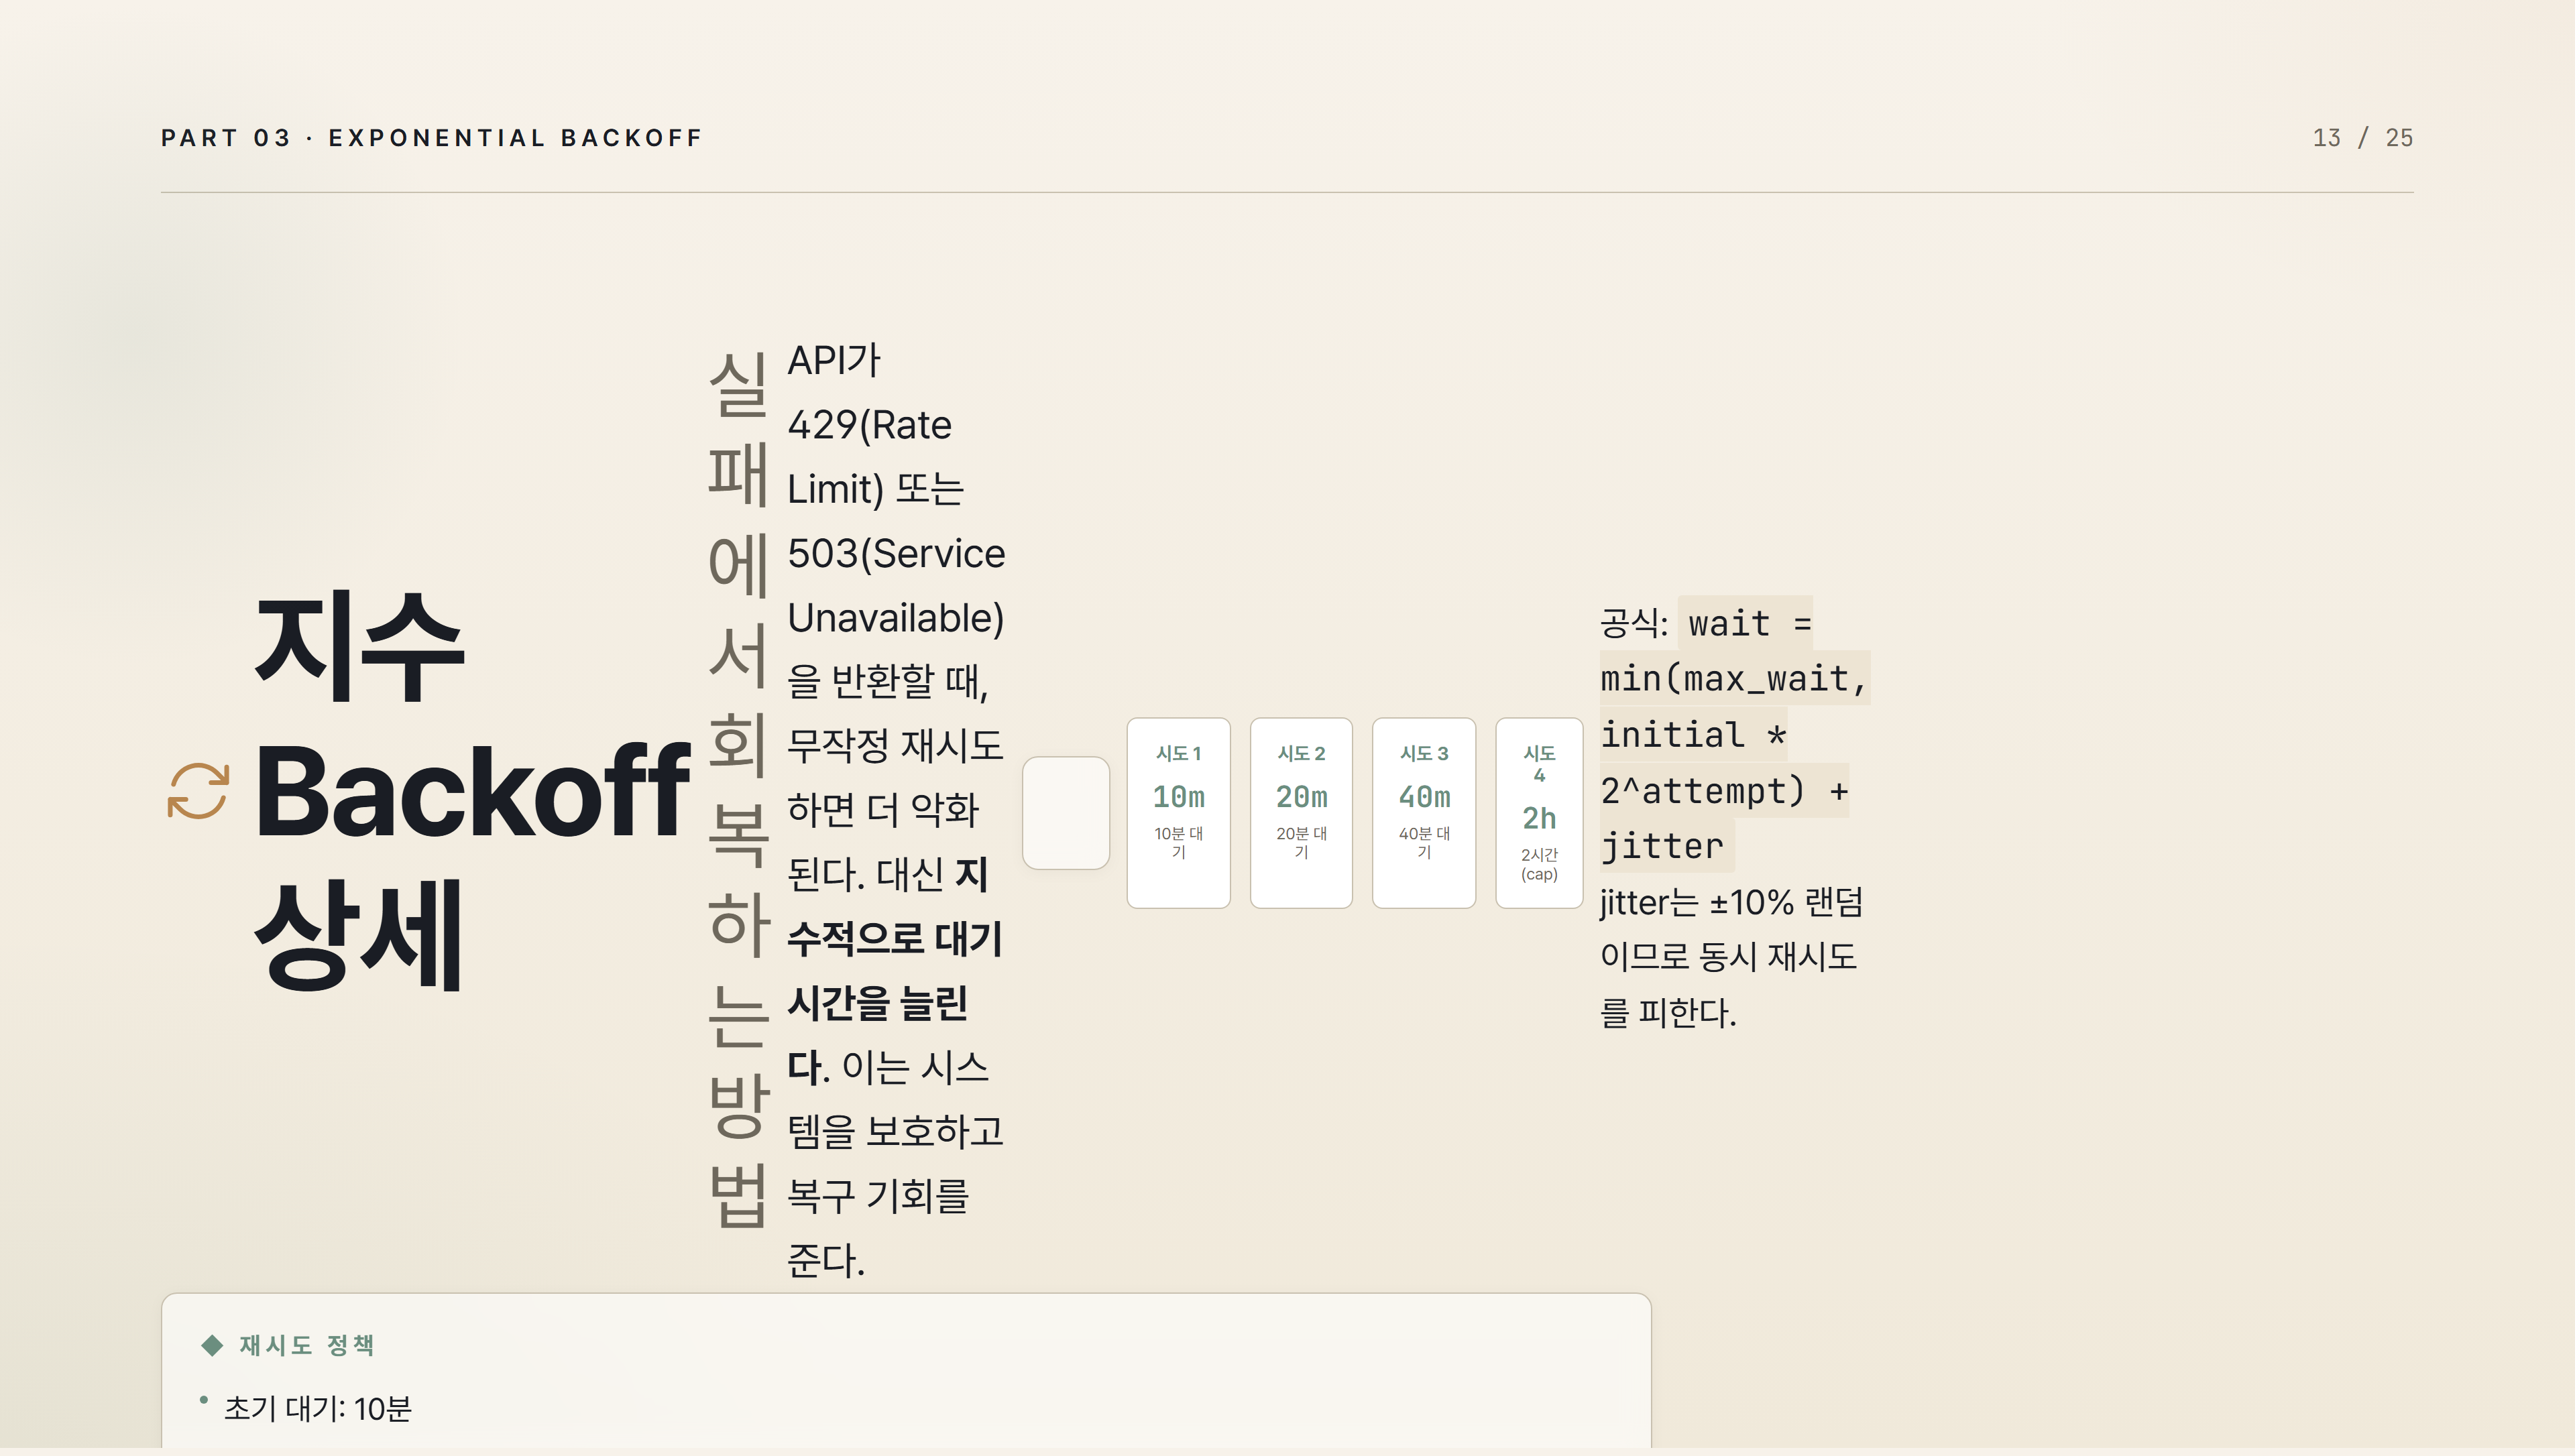 PART 03 · EXPONENTIAL BACKOFF
13 / 25
지수
Backoff
상세
실
패
에
서
회
복
하
는
방
법
API가
429(Rate
Limit) 또는
503(Service
Unavailable)
을 반환할 때,
무작정 재시도
하면 더 악화
된다. 대신 지
수적으로 대기
시간을 늘린
다. 이는 시스
템을 보호하고
복구 기회를
준다.
시도 1
10m
10분 대
기
시도 2
20m
20분 대
기
시도 3
40m
40분 대
기
시도
4
2h
2시간
(cap)
공식: wait =
min(max_wait,
initial *
2^attempt) +
jitter
jitter는 ±10% 랜덤
이므로 동시 재시도
를 피한다.
◆ 재시도 정책
• 초기 대기: 10분